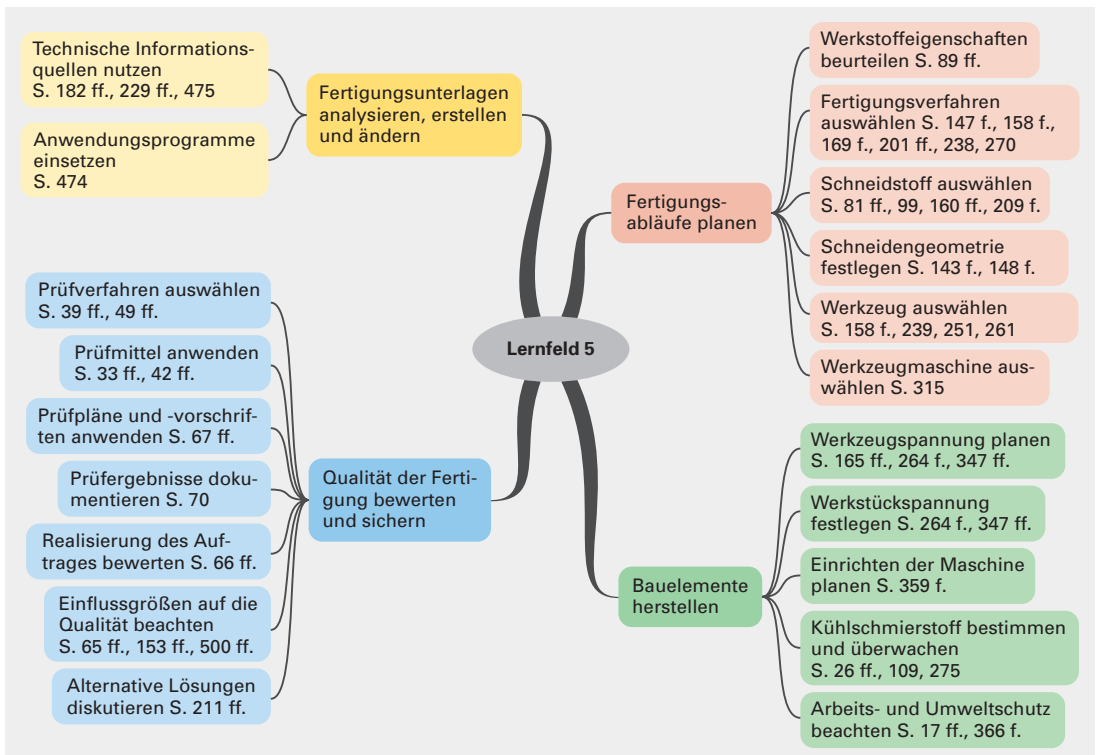 Technische Informations-
quellen nutzen
S. 182 ff., 229 ff., 475
Anwendungsprogramme
einsetzen
S. 474
Fertigungsunterlagen
analysieren, erstellen
und ändern
Fertigungs-
abläufe planen
Werkstoffeigenschaften
beurteilen S. 89 ff.
Fertigungsverfahren
auswählen S. 147 f., 158 f.,
169 f., 201 ff., 238, 270
Schneidstoff auswählen
S. 81 ff., 99, 160 ff., 209 f.
Schneidengeometrie
festlegen S. 143 f., 148 f.
Werkzeug auswählen
S. 158 f., 239, 251, 261
Werkzeugmaschine aus-
wählen S. 315
Lernfeld 5
Prüfverfahren auswählen
S. 39 ff., 49 ff.
Prüfmittel anwenden
S. 33 ff., 42 ff.
Prüfpläne und -vorschrif-
ten anwenden S. 67 ff.
Prüfergebnisse doku-
mentieren S. 70
Realisierung des Auf-
trages bewerten S. 66 ff.
Einflussgrößen auf die
Qualität beachten
S. 65 ff., 153 ff., 500 ff.
Alternative Lösungen
diskutieren S. 211 ff.
Qualität der Ferti-
gung bewerten
und sichern
Bauelemente
herstellen
Werkzeugspannung planen
S. 165 ff., 264 f., 347 ff.
Werkstückspannung
festlegen S. 264 f., 347 ff.
Einrichten der Maschine
planen S. 359 f.
Kühlschmierstoff bestimmen
und überwachen
S. 26 ff., 109, 275
Arbeits- und Umweltschutz
beachten S. 17 ff., 366 f.